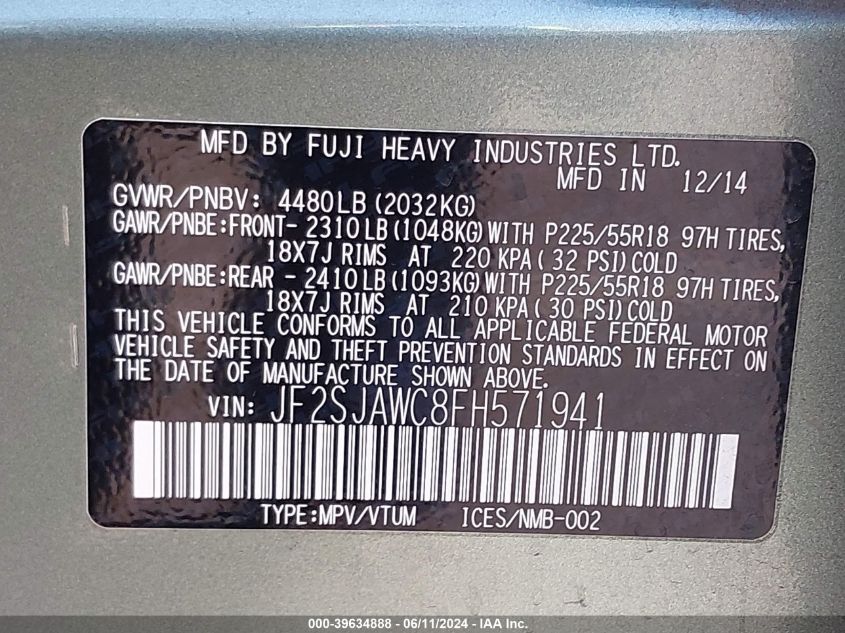 MFD BY FUJI HEAVY INDUSTRIES LTD.
MFD IN 12/14
GVWR/PNBV: 4480LB (2032KG)
GAWR/PNBE:FRONT- 2310LB(1048KG)WITH P225/55R18 97H TIRES,
18X7J RIMS AT 220 KPA( 32 PSI)COLD
GAWR/PNBE:REAR - 2410LB(1093KG)WITH P225/55R18 97H TIRES,
18X7J RIMS AT 210 KPA( 30 PSI)COLD
THIS VEHICLE CONFORMS TO ALL APPLICABLE FEDERAL MOTOR
VEHICLE SAFETY AND THEFT PREVENTION STANDARDS IN EFFECT ON
THE DATE OF MANUFACTURE SHOWN ABOVE.
VIN: JF2SJAWC8FH571941
TYPE:MPV/VTUM ICES/NMB-002
000-39634888 - 06/11/2024 - IAA Inc.